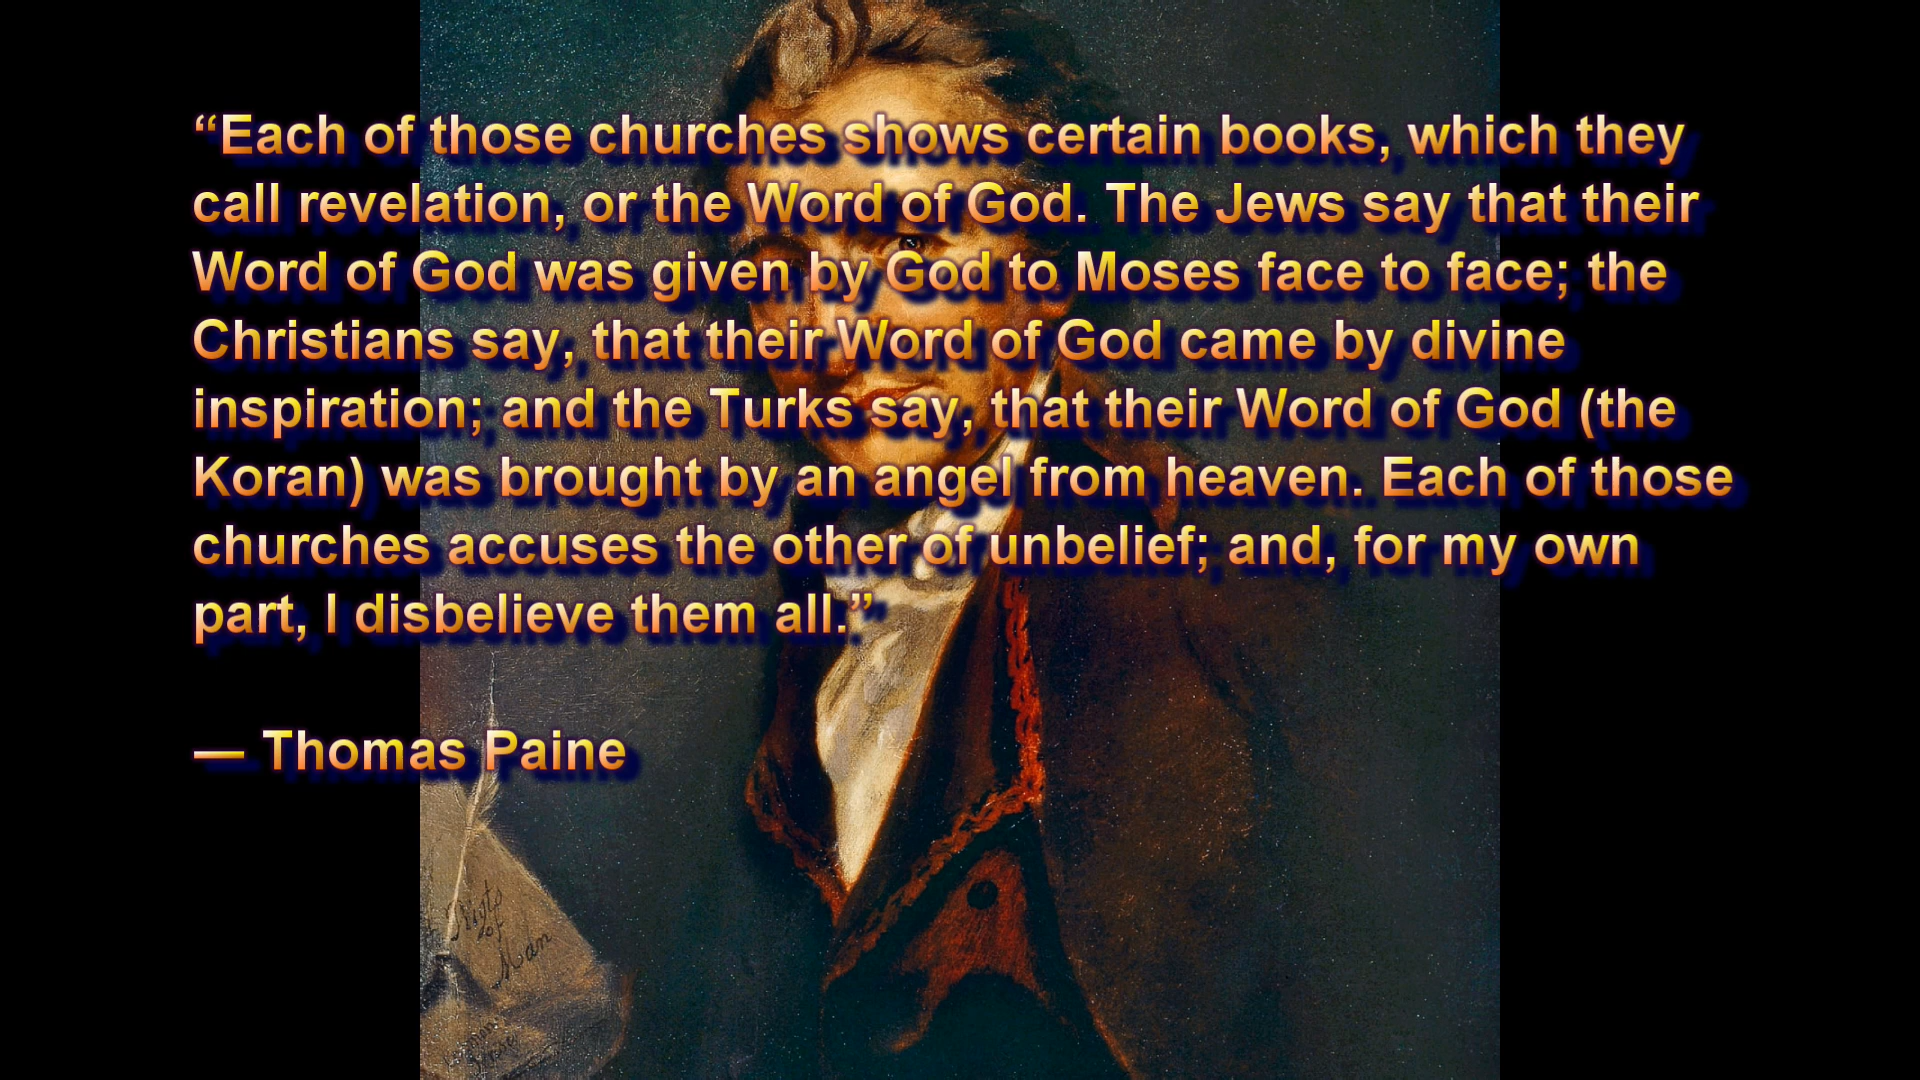 “Each of those churches shows certain books, which they
call revelation, or the Word of God. The Jews say that their
Word of God was given by God to Moses face to face; the
Christians say, that their Word of God came by divine
inspiration; and the Turks say, that their Word of God (the
Koran) was brought by an angel from heaven. Each of those
churches accuses the other of unbelief; and, for my own
part, I disbelieve them all.”
— Thomas Paine
Rights
of
Man